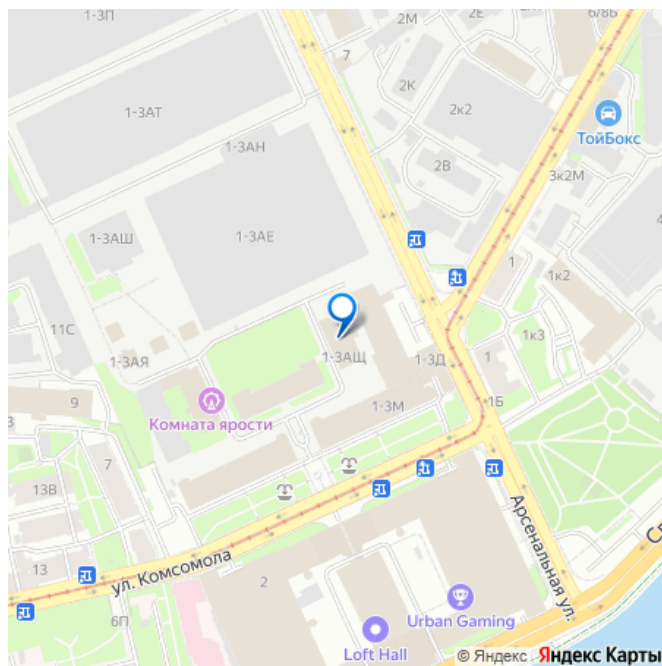 1-3П
2М
2Е
6/8Б
7
2К
1-3АТ
2к2
ТойБокс
1-3АН
2В
3к2М
1-3АШ
1-3АЕ
1
1к2
11С
1к3
1-3АЩ
1-3Д
1
1-3АЯ
1Б
9
1-3М
Комната ярости
7
13В
Арсенальная ул.
13
ул. Комсомола
2
Urban Gaming
6П
Loft Hall
© Яндекс Яндекс Карты